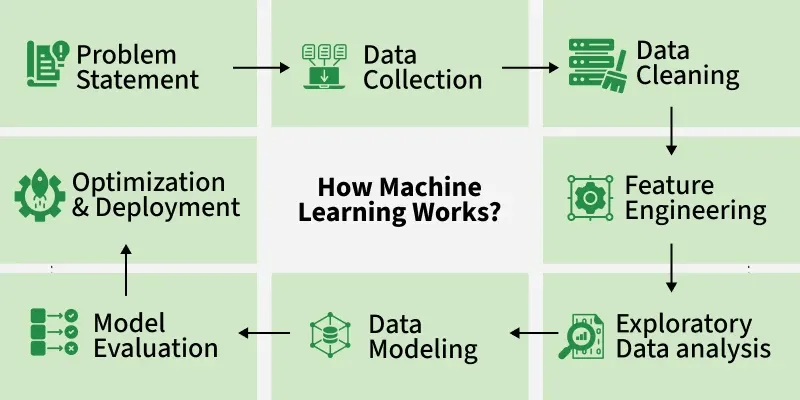 Problem
Statement
Data
Collection
Data
Cleaning
Optimization
& Deployment
How Machine
Learning Works?
Feature
Engineering
Model
Evaluation
Data
Modeling
Exploratory
Data analysis